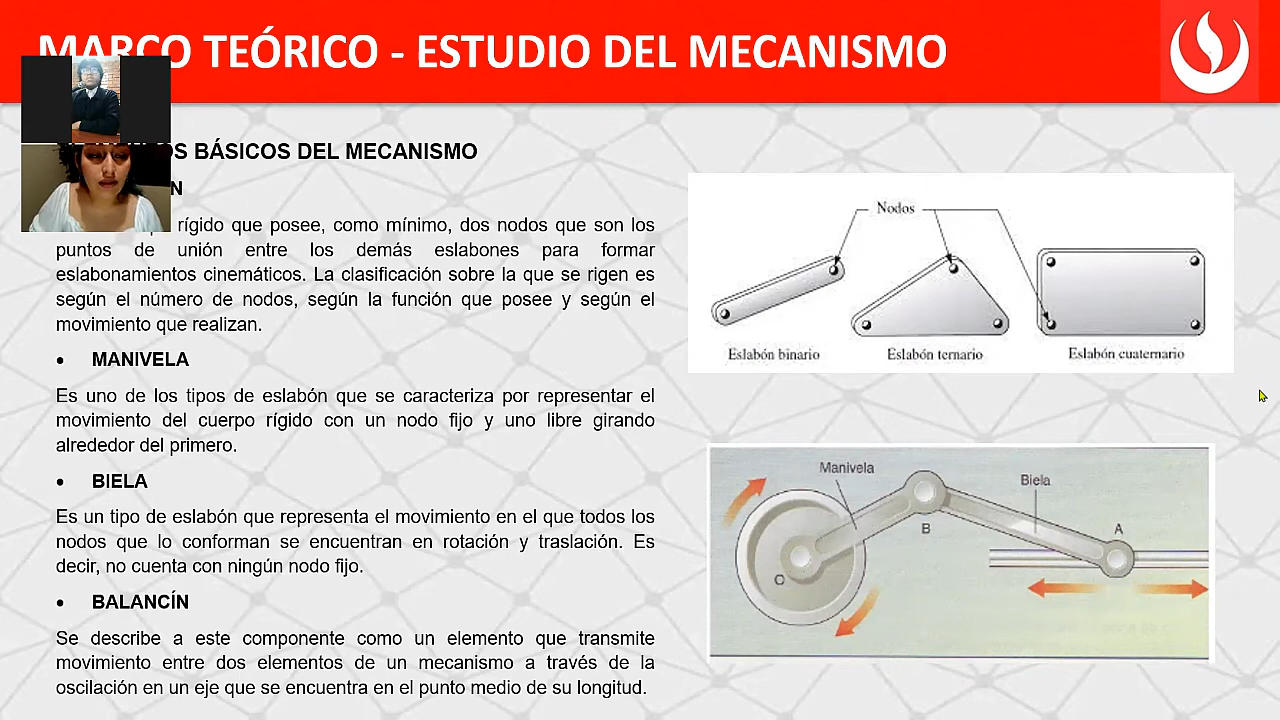 MARCO TEÓRICO - ESTUDIO DEL MECANISMO
BÁSICOS DEL MECANISMO
rígido que posee, como mínimo, dos nodos que son los
puntos de unión entre los demás eslabones para formar
eslabonamientos cinemáticos. La clasificación sobre la que se rigen es
según el número de nodos, según la función que posee y según el
movimiento que realizan.
• MANIVELA
Es uno de los tipos de eslabón que se caracteriza por representar el
movimiento del cuerpo rígido con un nodo fijo y uno libre girando
alrededor del primero.
• BIELA
Es un tipo de eslabón que representa el movimiento en el que todos los
nodos que lo conforman se encuentran en rotación y traslación. Es
decir, no cuenta con ningún nodo fijo.
• BALANCÍN
Se describe a este componente como un elemento que transmite
movimiento entre dos elementos de un mecanismo a través de la
oscilación en un eje que se encuentra en el punto medio de su longitud.
Nodos
Eslabón binario
Eslabón ternario
Eslabón cuaternario
Manivela
Biela
B
A
O